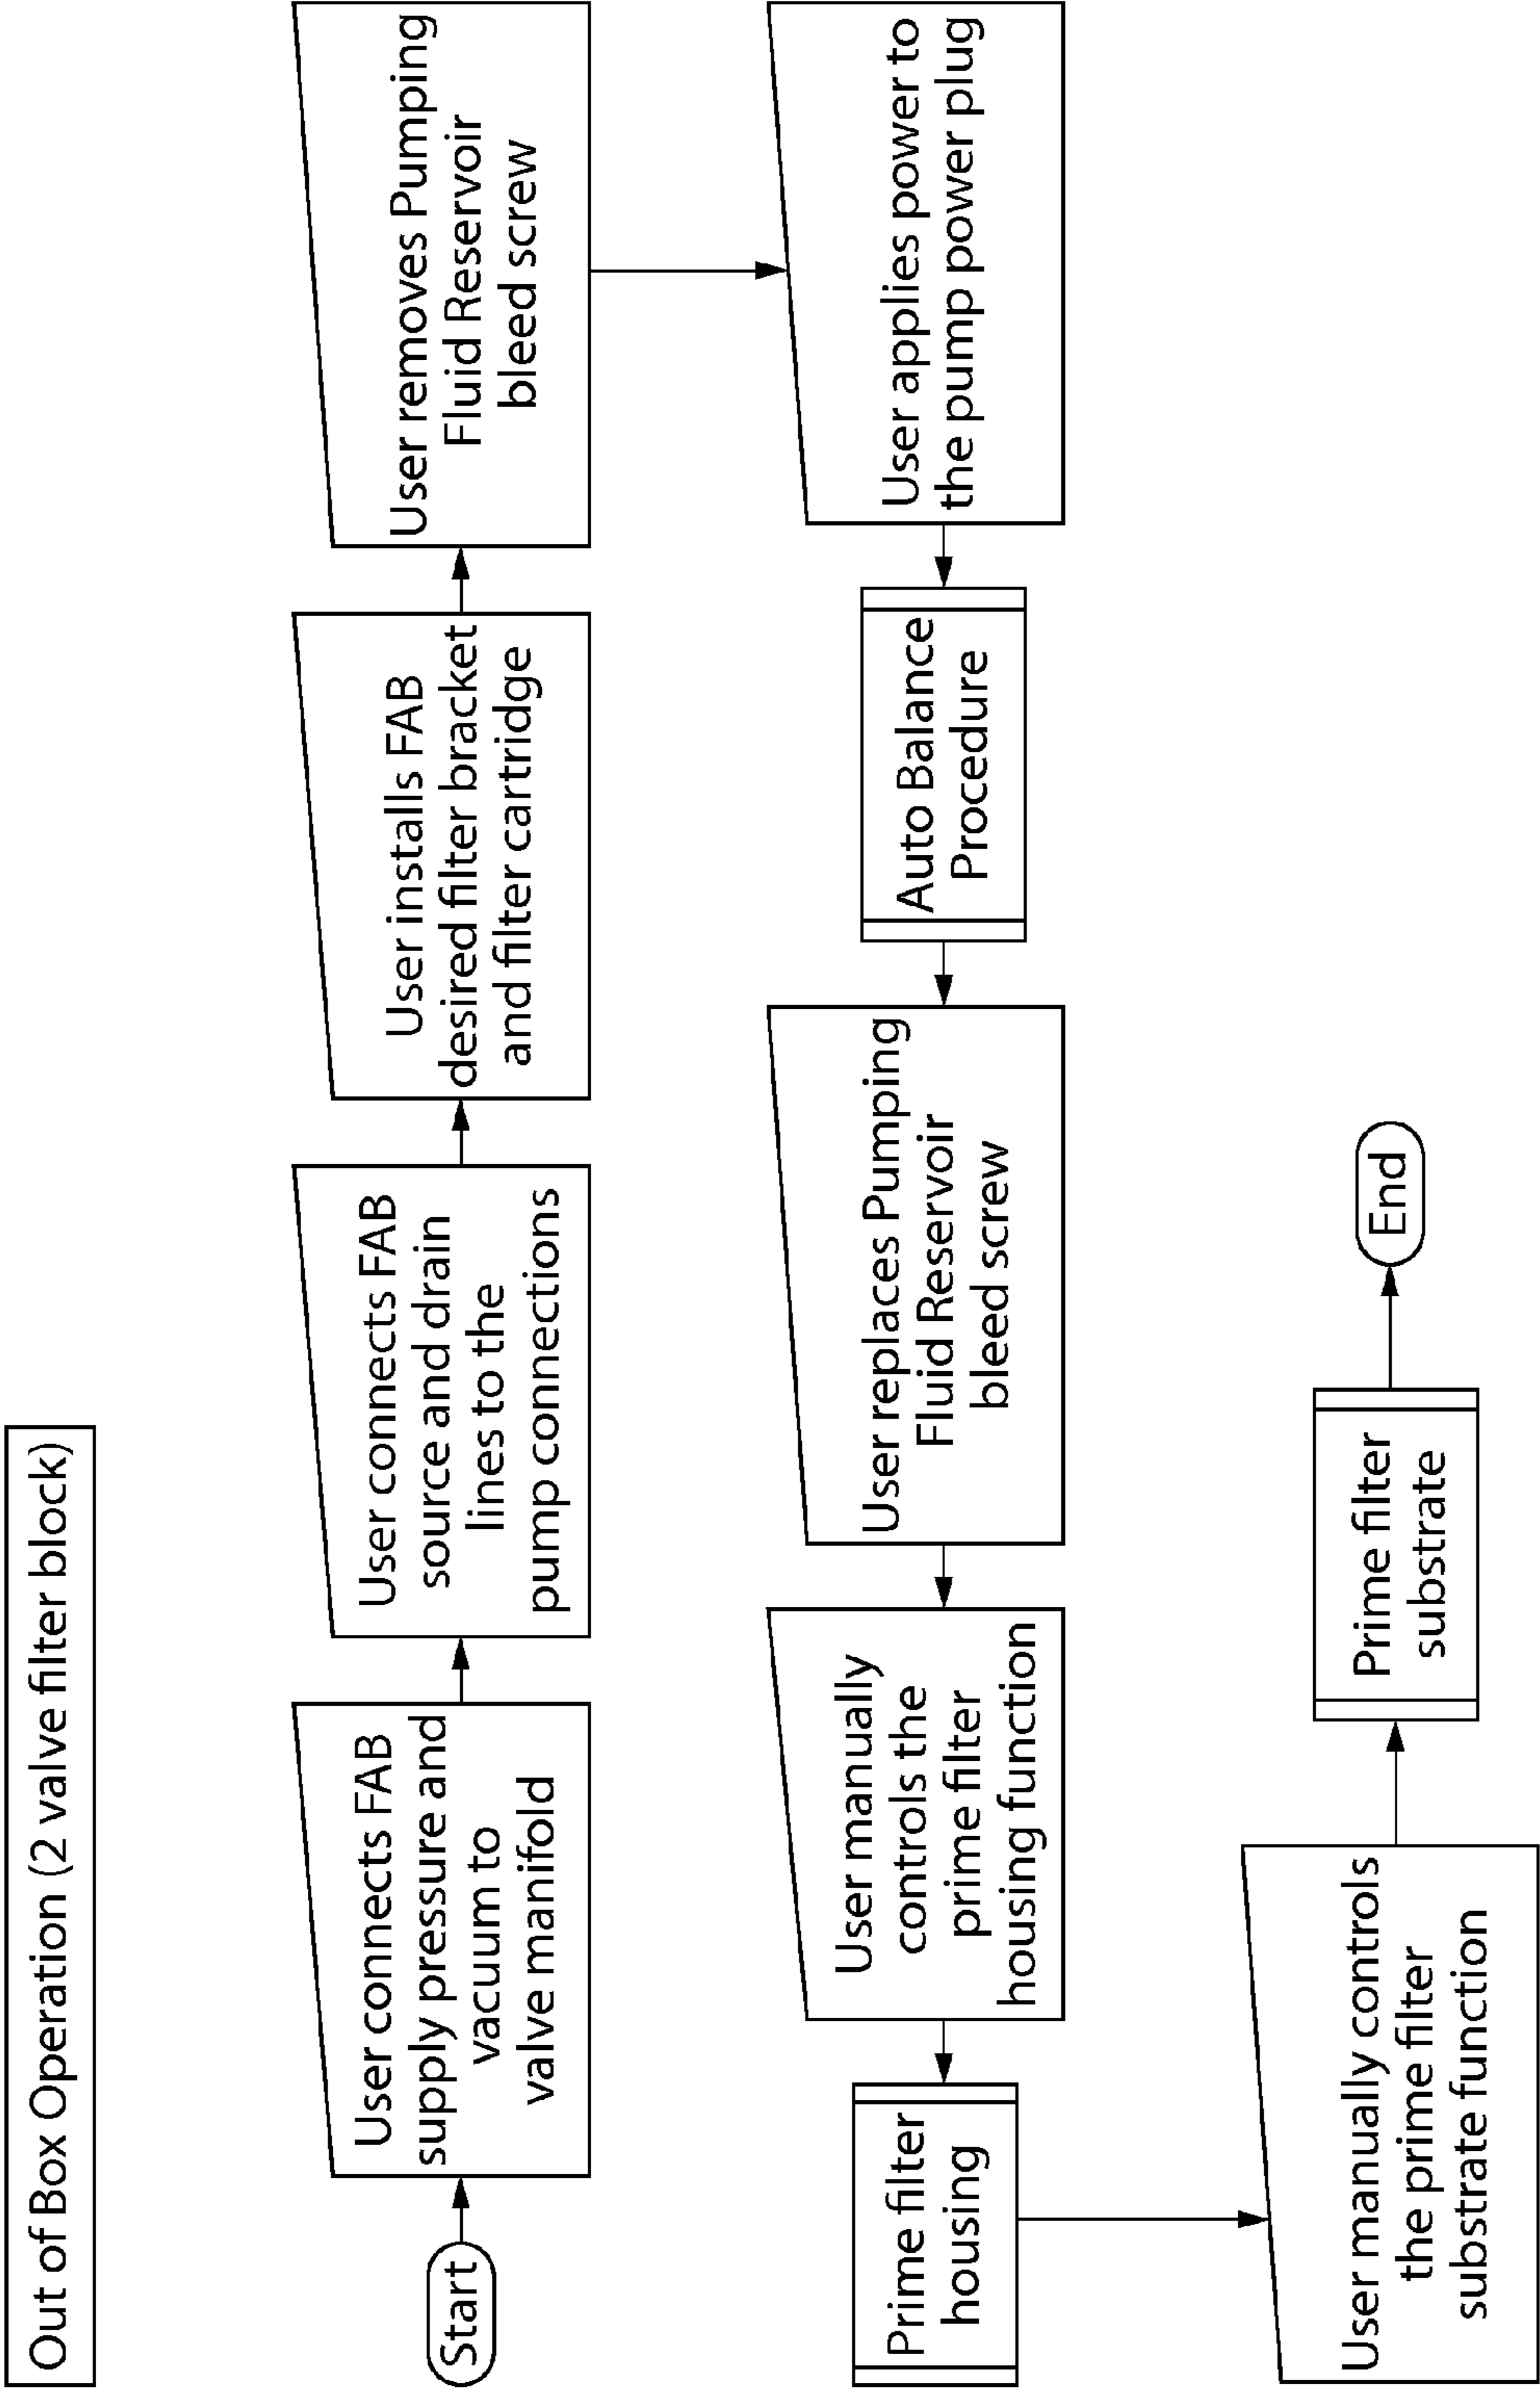 Out of Box Operation (2 valve filter block)
Start
User connects FAB
supply pressure and
vacuum to
valve manifold
User connects FAB
source and drain
lines to the
pump connections
User installs FAB
desired filter bracket
and filter cartridge
User removes Pumping
Fluid Reservoir
bleed screw
User applies power to
the pump power plug
Auto Balance
Procedure
User replaces Pumping
Fluid Reservoir
bleed screw
User manually
controls the
prime filter
housing function
Prime filter
housing
User manually controls
the prime filter
substrate function
Prime filter
substrate
End